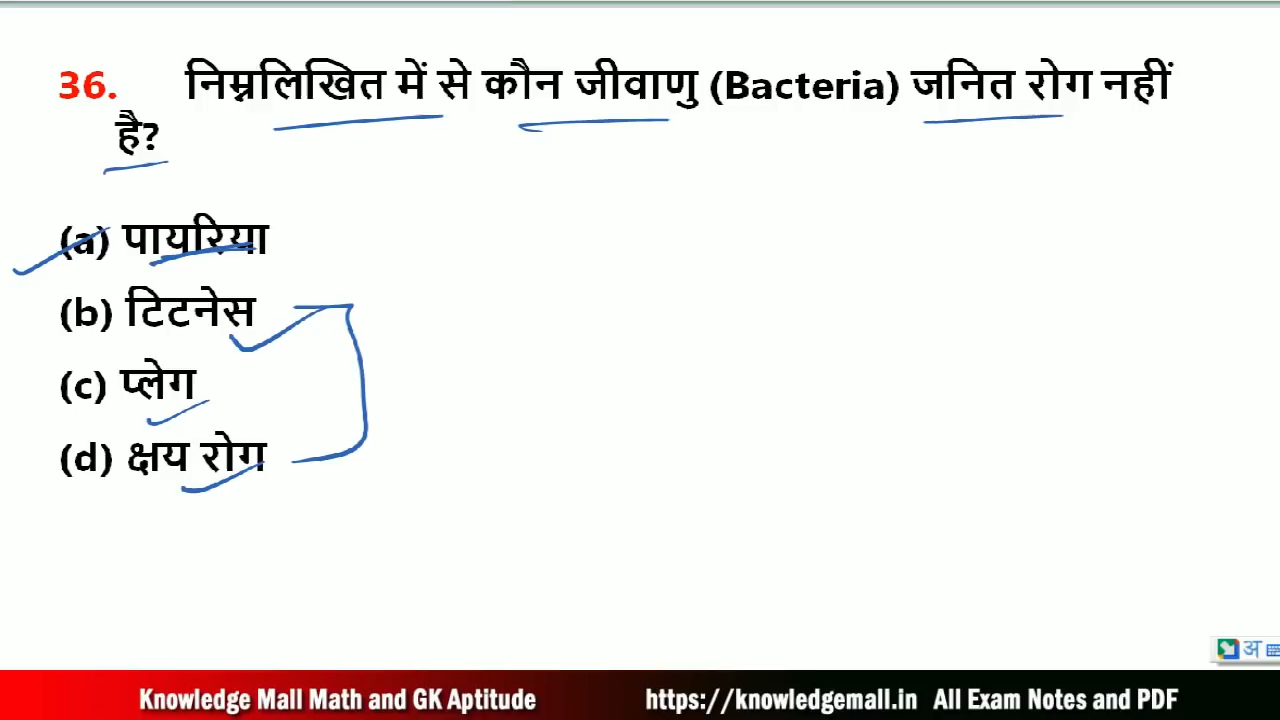 36. निम्नलिखित में से कौन जीवाणु (Bacteria) जनित रोग नहीं
है?
(a) पायरिया
(b) टिटनेस
(c) प्लेग
(d) क्षय रोग
अ
Knowledge Mall Math and GK Aptitude https://knowledgemall.in All Exam Notes and PDF